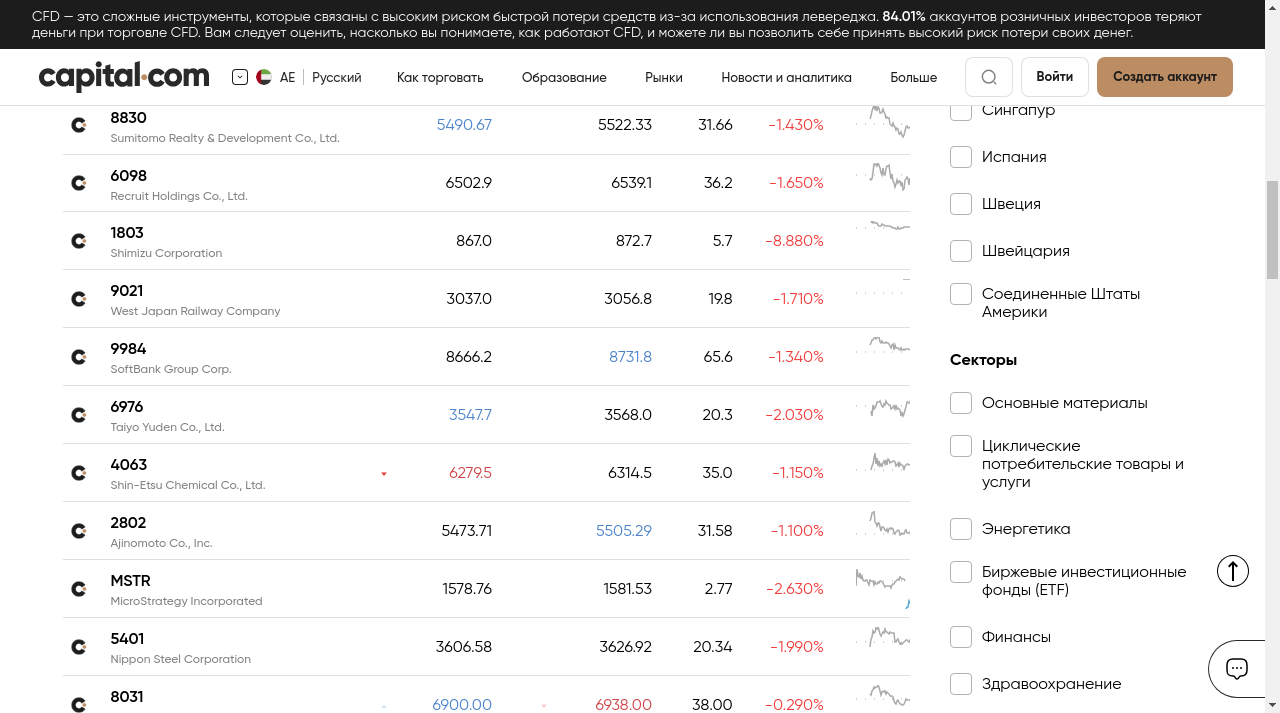 CFD — это сложные инструменты, которые связаны с высоким риском быстрой потери средств из-за использования левереджа. 84.01% аккаунтов розничных инвесторов теряют
деньги при торговле CFD. Вам следует оценить, насколько вы понимаете, как работают CFD, и можете ли вы позволить себе принять высокий риск потери своих денег.
capital.com
AE
Русский
Как торговать
Образование
Рынки
Новости и аналитика
Больше
Войти
Создать аккаунт
8830 5490.67 5522.33 31.66 -1.430%
Sumitomo Realty & Development Co., Ltd.
6098 6502.9 6539.1 36.2 -1.650%
Recruit Holdings Co., Ltd.
1803 867.0 872.7 5.7 -8.880%
Shimizu Corporation
9021 3037.0 3056.8 19.8 -1.710%
West Japan Railway Company
9984 8666.2 8731.8 65.6 -1.340%
SoftBank Group Corp.
6976 3547.7 3568.0 20.3 -2.030%
Taiyo Yuden Co., Ltd.
4063 6279.5 6314.5 35.0 -1.150%
Shin-Etsu Chemical Co., Ltd.
2802 5473.71 5505.29 31.58 -1.100%
Ajinomoto Co., Inc.
MSTR 1578.76 1581.53 2.77 -2.630%
MicroStrategy Incorporated
5401 3606.58 3626.92 20.34 -1.990%
Nippon Steel Corporation
8031 6900.00 6938.00 38.00 -0.290%
Сингапур
Испания
Швеция
Швейцария
Соединенные Штаты
Америки
Секторы
Основные материалы
Циклические
потребительские товары и
услуги
Энергетика
Биржевые инвестиционные
фонды (ETF)
Финансы
Здравоохранение